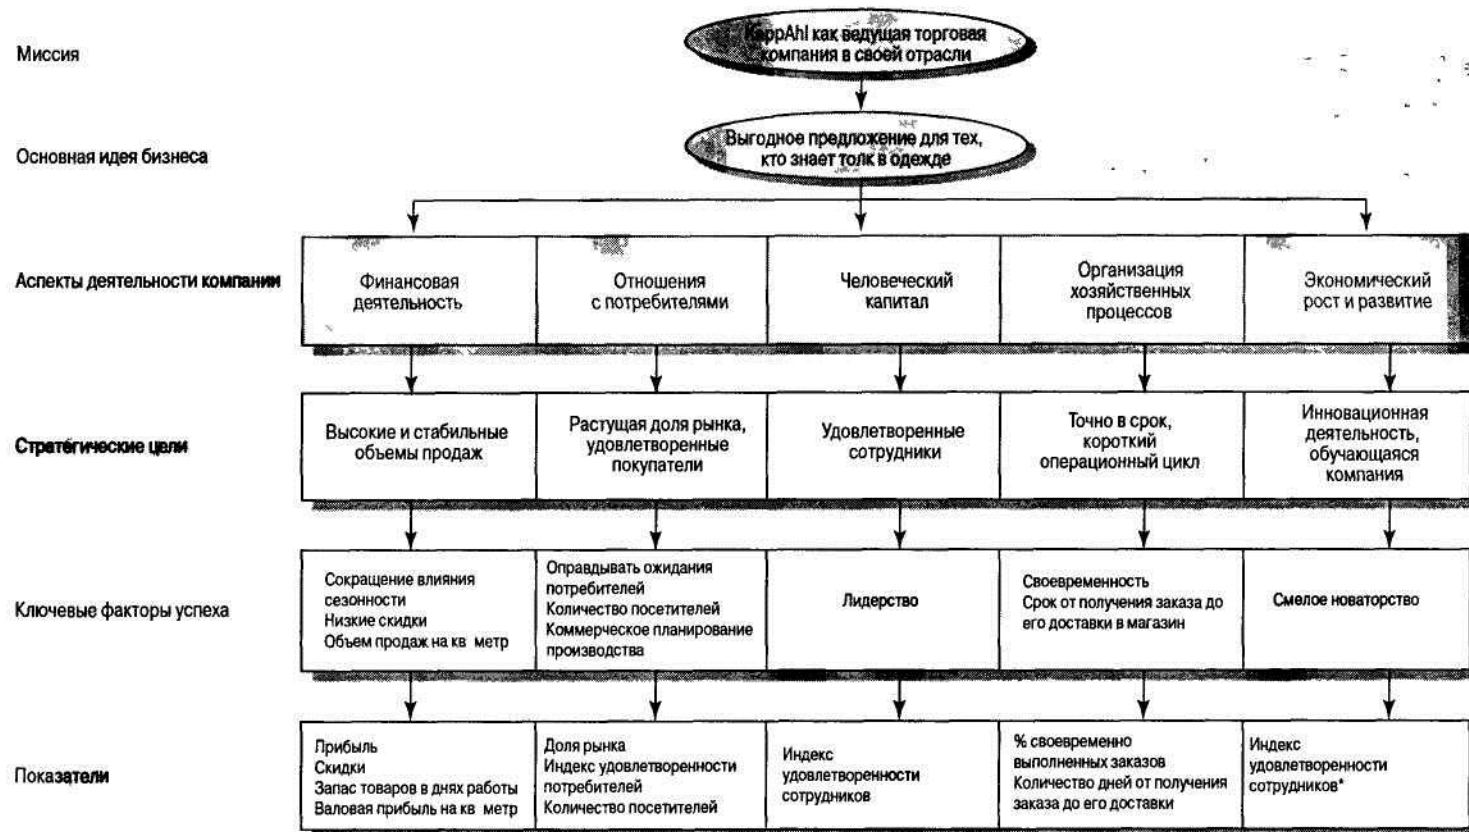 Миссия
KappAhl как ведущая торговая
компания в своей отрасли
Основная идея бизнеса
Выгодное предложение для тех,
кто знает толк в одежде
Аспекты деятельности компании
Финансовая
деятельность
Отношения
с потребителями
Человеческий
капитал
Организация
хозяйственных
процессов
Экономический
рост и развитие
Стратегические цели
Высокие и стабильные
объемы продаж
Растущая доля рынка,
удовлетворенные
покупатели
Удовлетворенные
сотрудники
Точно в срок,
короткий
операционный цикл
Инновационная
деятельность,
обучающаяся
компания
Ключевые факторы успеха
Сокращение влияния
сезонности
Низкие скидки
Объем продаж на кв метр
Оправдывать ожидания
потребителей
Количество посетителей
Коммерческое планирование
производства
Лидерство
Своевременность
Срок от получения заказа до
его доставки в магазин
Смелое новаторство
Показатели
Прибыль
Скидки
Запас товаров в днях работы
Валовая прибыль на кв метр
Доля рынка
Индекс удовлетворенности
потребителей
Количество посетителей
Индекс
удовлетворенности
сотрудников
% своевременно
выполненных заказов
Количество дней от получения
заказа до его доставки
Индекс
удовлетворенности
сотрудников*